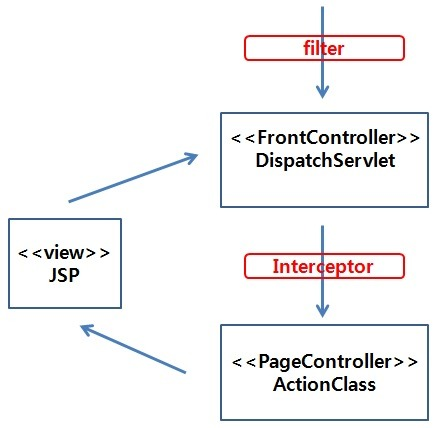 filter
<<FrontController>>
DispatchServlet
<<view>>
JSP
Interceptor
<<PageController>>
ActionClass